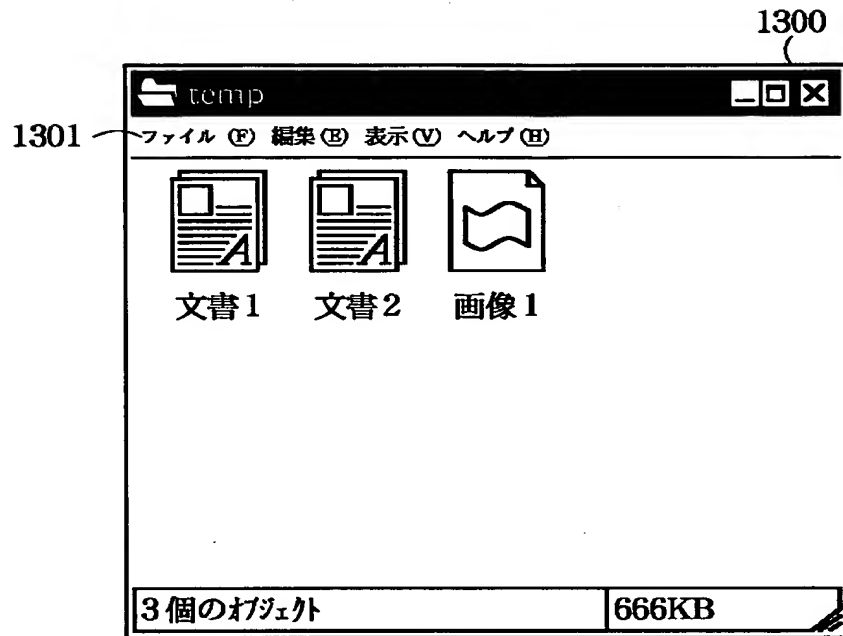 1300
temp
1301
ファイル (F) 編集 (E) 表示 (V) ヘルプ (H)
文書1 文書2 画像1
3個のオブジェクト 666KB